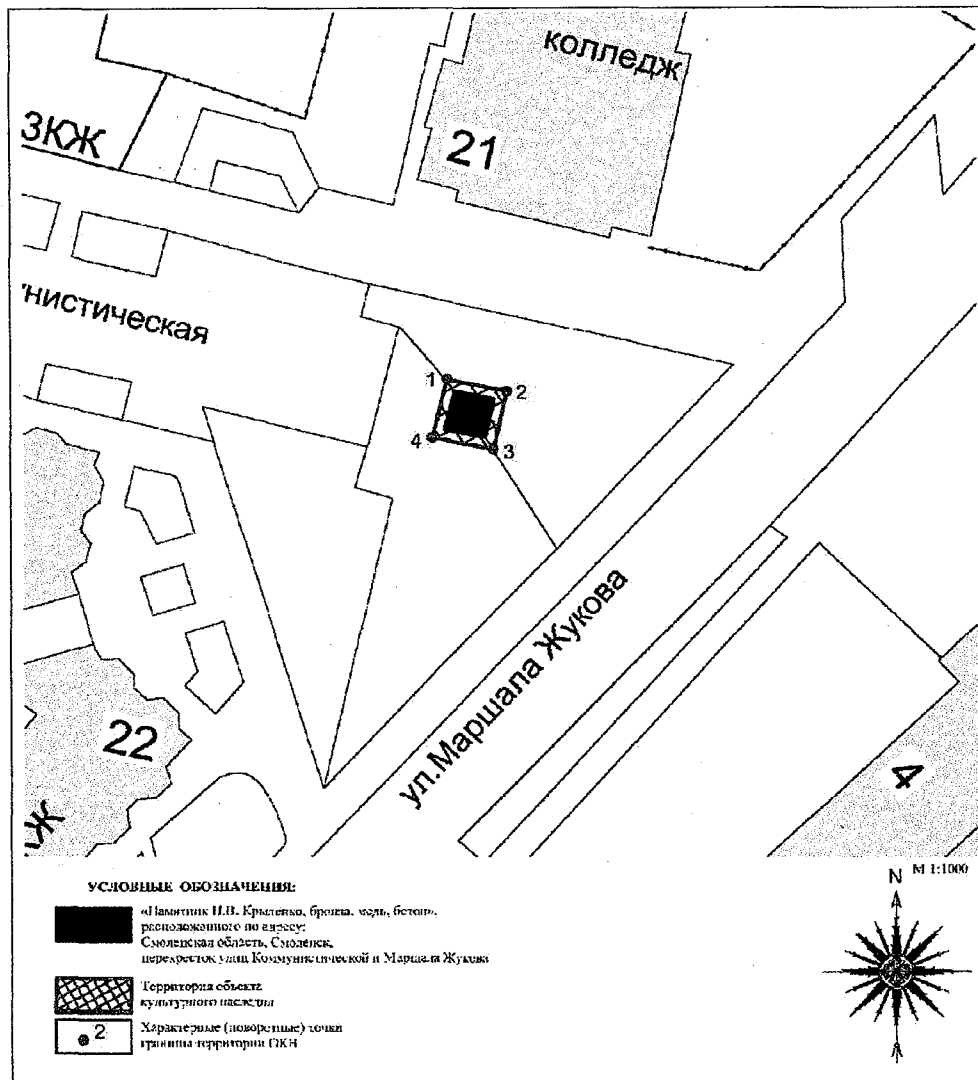 колледж
21
ЗКЖ
нистическая
1
2
4
3
ул.Маршала Жукова
22
КЖ
4
N
М 1:1000
УСЛОВНЫЕ ОБОЗНАЧЕНИЯ:
«Памятник Н.В. Крыленко, бронза, медь, бетон»,
расположенного по адресу:
Смоленская область, Смоленск,
перекресток улиц Коммунистической и Маршала Жукова
Территория объекта
культурного наследия
2
Характерные (поворотные) точки
границы территории ОКН